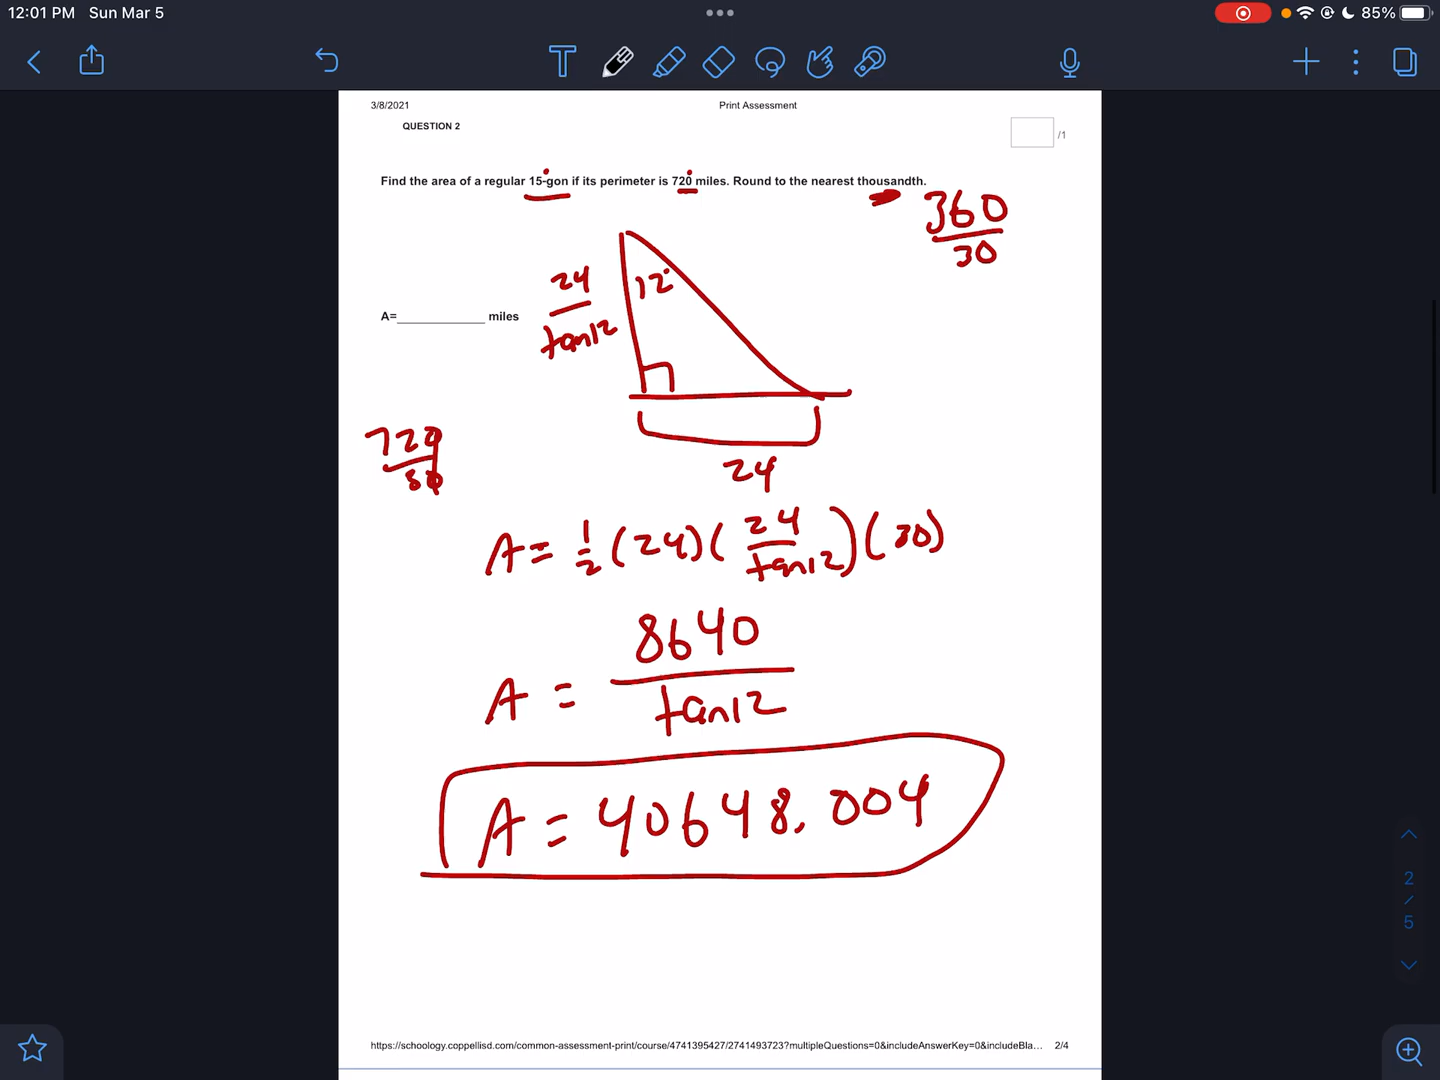 12:01 PM Sun Mar 5
85%
3/8/2021
Print Assessment
QUESTION 2
/1
Find the area of a regular 15-gon if its perimeter is 720 miles. Round to the nearest thousandth.
360
30
24
tan12
12°
A=____________ miles
720
24
A = 1/2 (24)( 24/tan12 )( 30)
A = 8640/tan12
A = 40648.004
2
/
5
https://schoology.coppellisd.com/common-assessment-print/course/4741395427/2741493723?multipleQuestions=0&includeAnswerKey=0&includeBla...
2/4